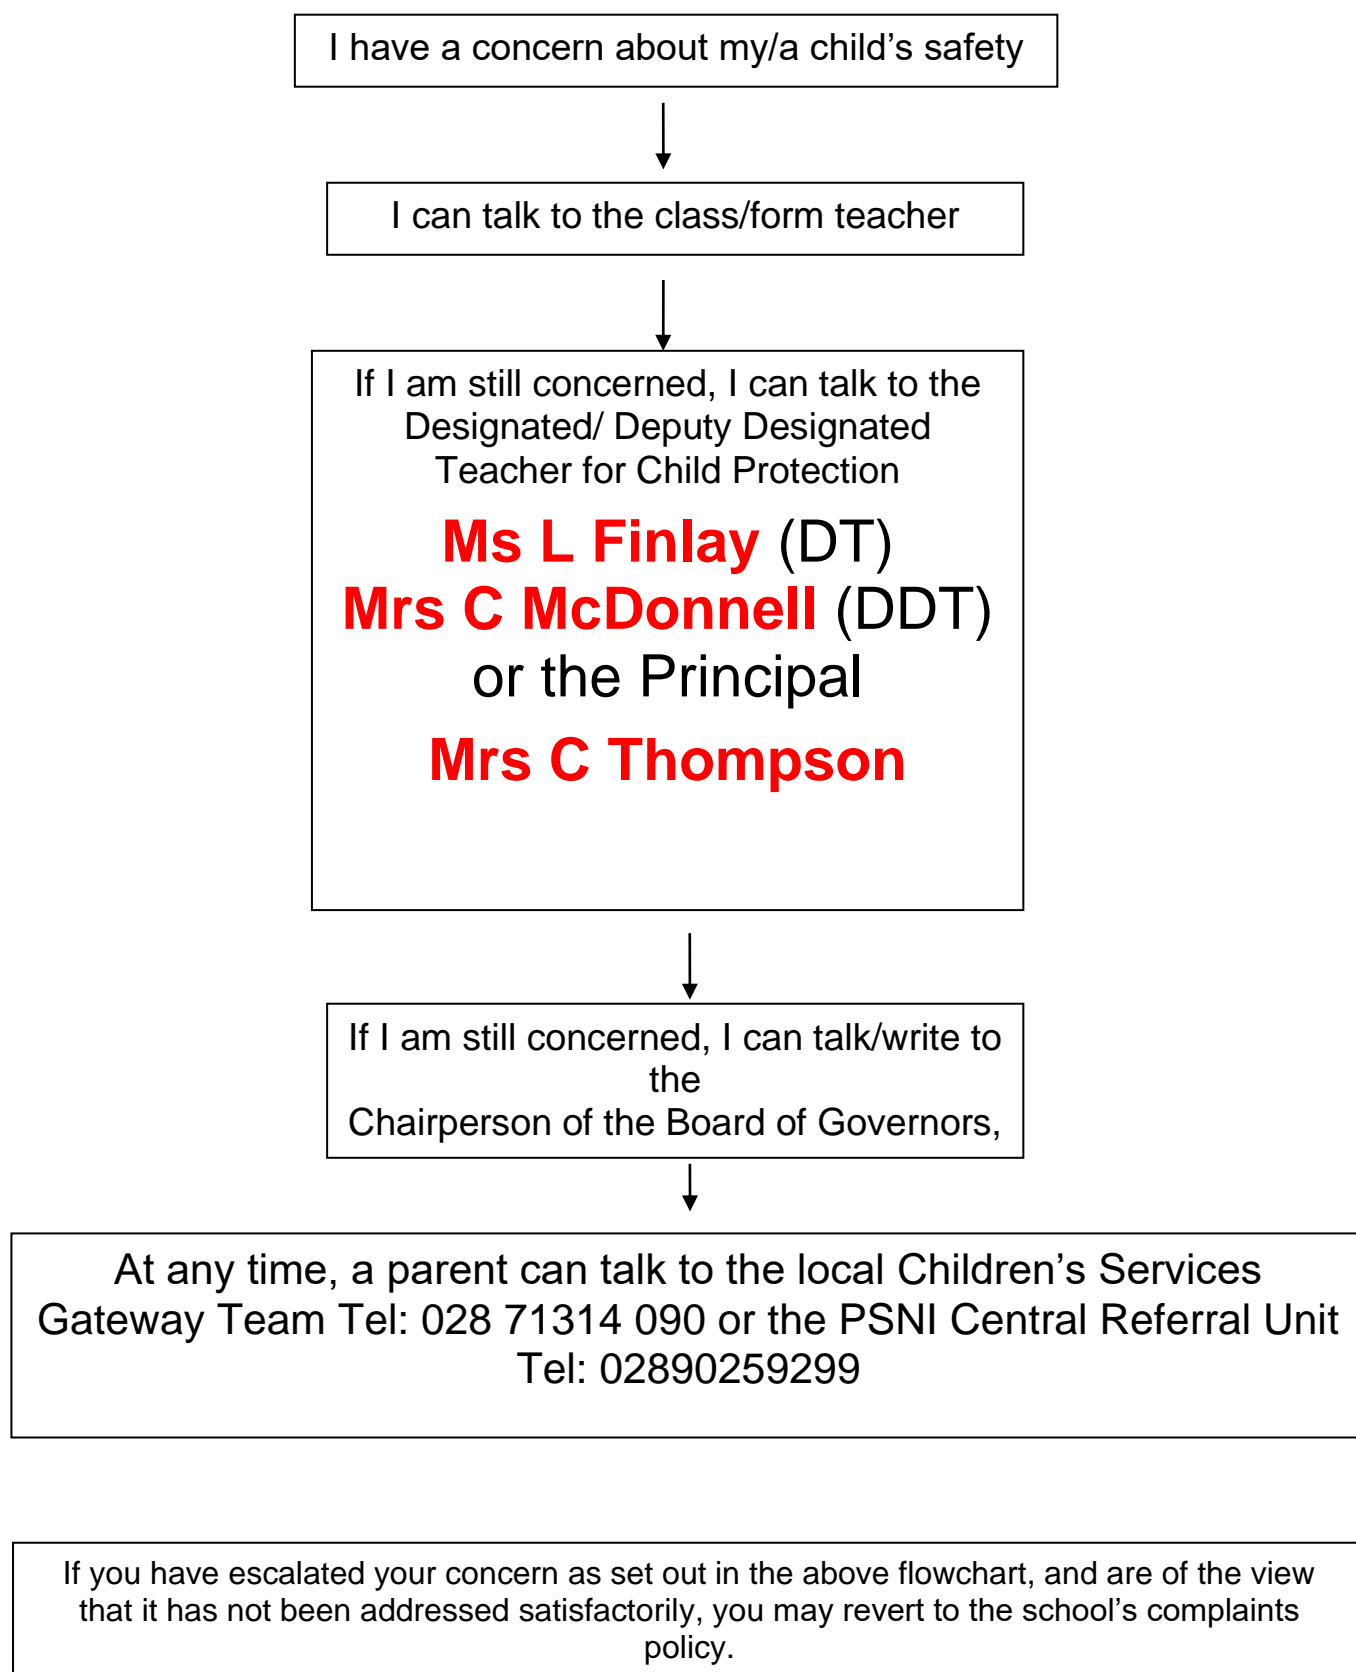 I have a concern about my/a child’s safety
I can talk to the class/form teacher
If I am still concerned, I can talk to the
Designated/ Deputy Designated
Teacher for Child Protection
Ms L Finlay (DT)
Mrs C McDonnell (DDT)
or the Principal
Mrs C Thompson
If I am still concerned, I can talk/write to
the
Chairperson of the Board of Governors,
At any time, a parent can talk to the local Children’s Services
Gateway Team Tel: 028 71314 090 or the PSNI Central Referral Unit
Tel: 02890259299
If you have escalated your concern as set out in the above flowchart, and are of the view
that it has not been addressed satisfactorily, you may revert to the school’s complaints
policy.